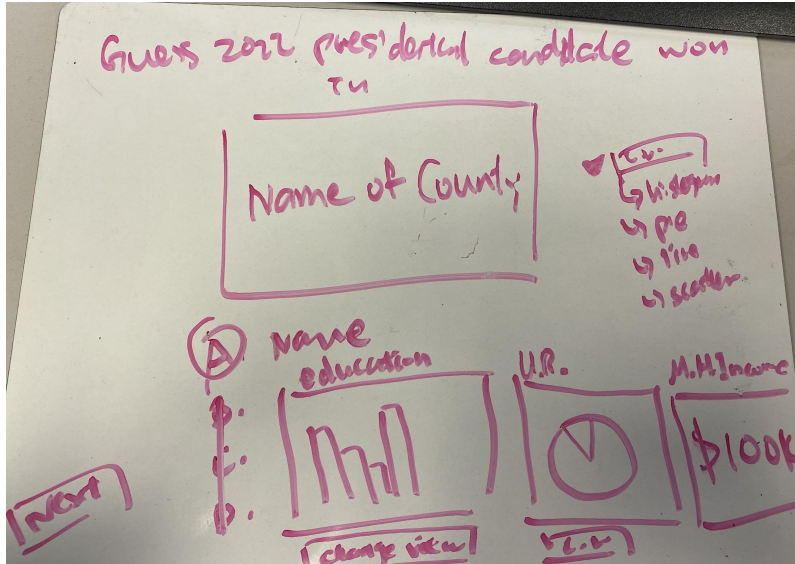 Guess 2022 presidential candidate won
in
Name of County
C.V.
↳ histogram
↳ pie
↳ line
↳ scatter
A Name
education
U.R.
M.H.Income
B.
C.
D.
$100K
Next
change view
C.V